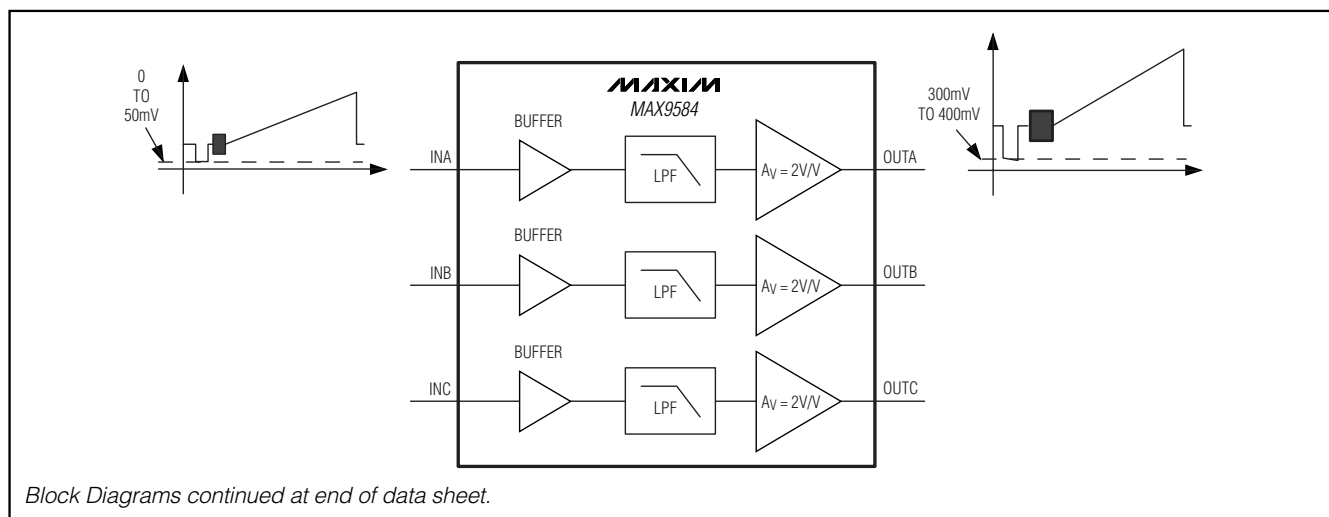 0
TO
50mV
MAXIM
MAX9584
300mV
TO 400mV
BUFFER
INA
LPF
AV = 2V/V
OUTA
BUFFER
INB
LPF
AV = 2V/V
OUTB
BUFFER
INC
LPF
AV = 2V/V
OUTC
Block Diagrams continued at end of data sheet.